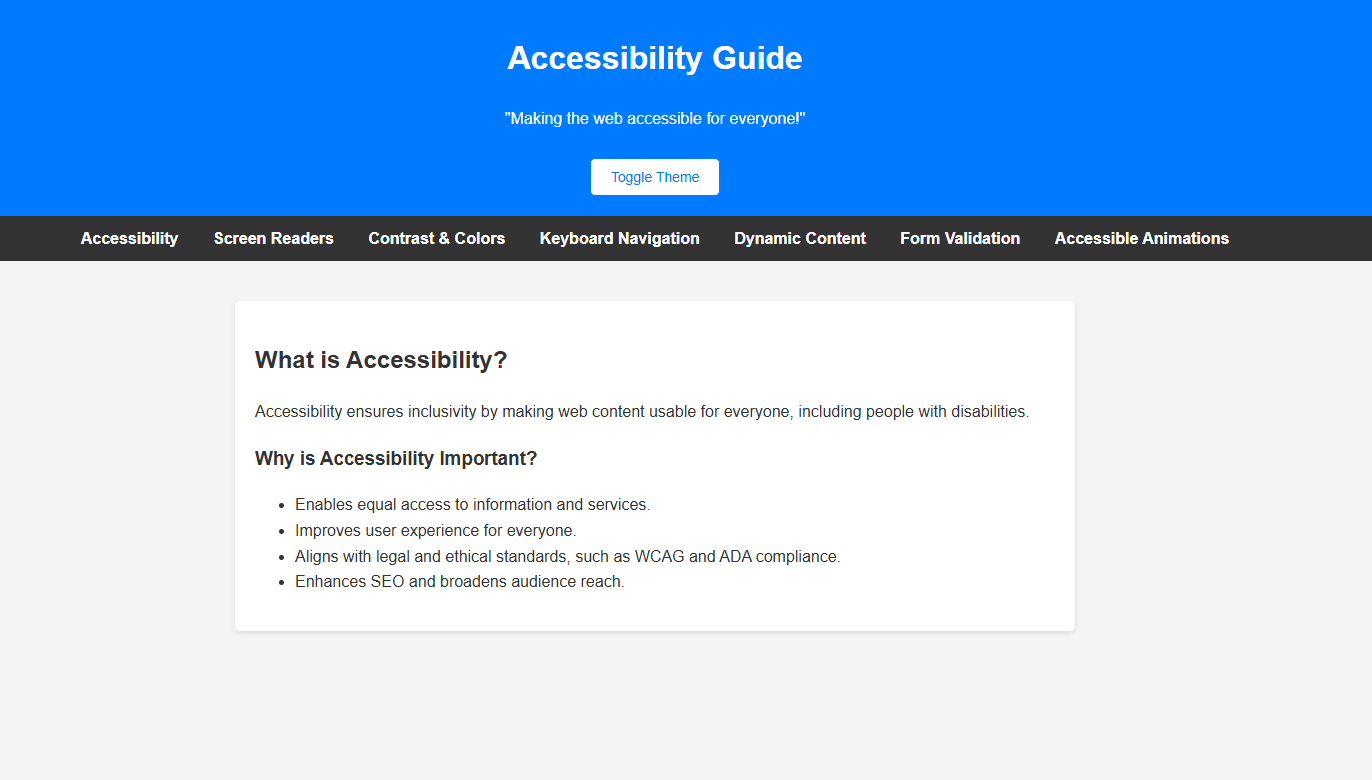 Accessibility Guide
"Making the web accessible for everyone!"
Toggle Theme
Accessibility Screen Readers Contrast & Colors Keyboard Navigation Dynamic Content Form Validation Accessible Animations
What is Accessibility?
Accessibility ensures inclusivity by making web content usable for everyone, including people with disabilities.
Why is Accessibility Important?
• Enables equal access to information and services.
• Improves user experience for everyone.
• Aligns with legal and ethical standards, such as WCAG and ADA compliance.
• Enhances SEO and broadens audience reach.